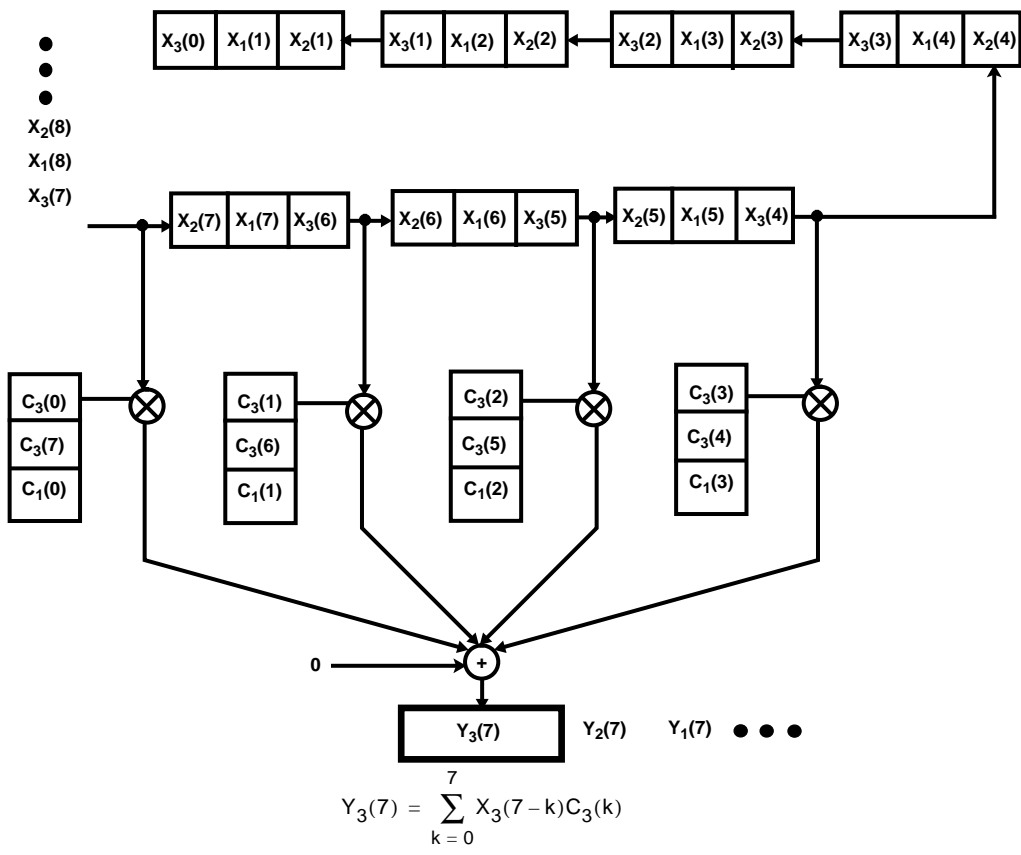 X3(0) X1(1) X2(1) X3(1) X1(2) X2(2) X3(2) X1(3) X2(3) X3(3) X1(4) X2(4)
X2(8)
X1(8)
X3(7)
X2(7) X1(7) X3(6) X2(6) X1(6) X3(5) X2(5) X1(5) X3(4)
C3(0) C3(1) C3(2) C3(3)
C3(7) C3(6) C3(5) C3(4)
C1(0) C1(1) C1(2) C1(3)
0 +
Y3(7) Y2(7) Y1(7)
7
Y3(7) = ∑ X3(7 – k)C3(k)
k = 0